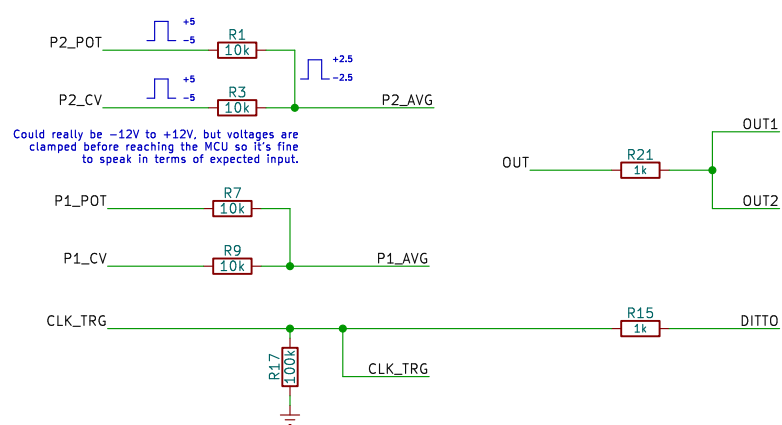 +5
-5
P2_POT
R1
10k
+2.5
-2.5
+5
-5
P2_CV
R3
10k
P2_AVG
Could really be -12V to +12V, but voltages are
clamped before reaching the MCU so it's fine
to speak in terms of expected input.
OUT1
OUT
R21
1k
OUT2
P1_POT
R7
10k
P1_CV
R9
10k
P1_AVG
CLK_TRG
R15
1k
DITTO
R17
100k
CLK_TRG